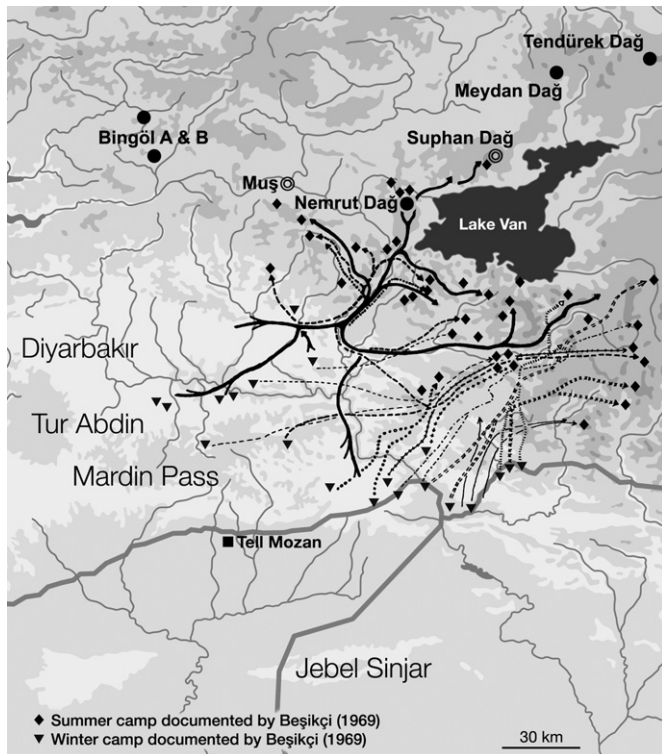 Tendürek Dağ
Meydan Dağ
Suphan Dağ
Bingöl A & B
Muş
Nemrut Dağ
Lake Van
Diyarbakır
Tur Abdin
Mardin Pass
Tell Mozan
Jebel Sinjar
Summer camp documented by Beşikçi (1969)
Winter camp documented by Beşikçi (1969)
30 km